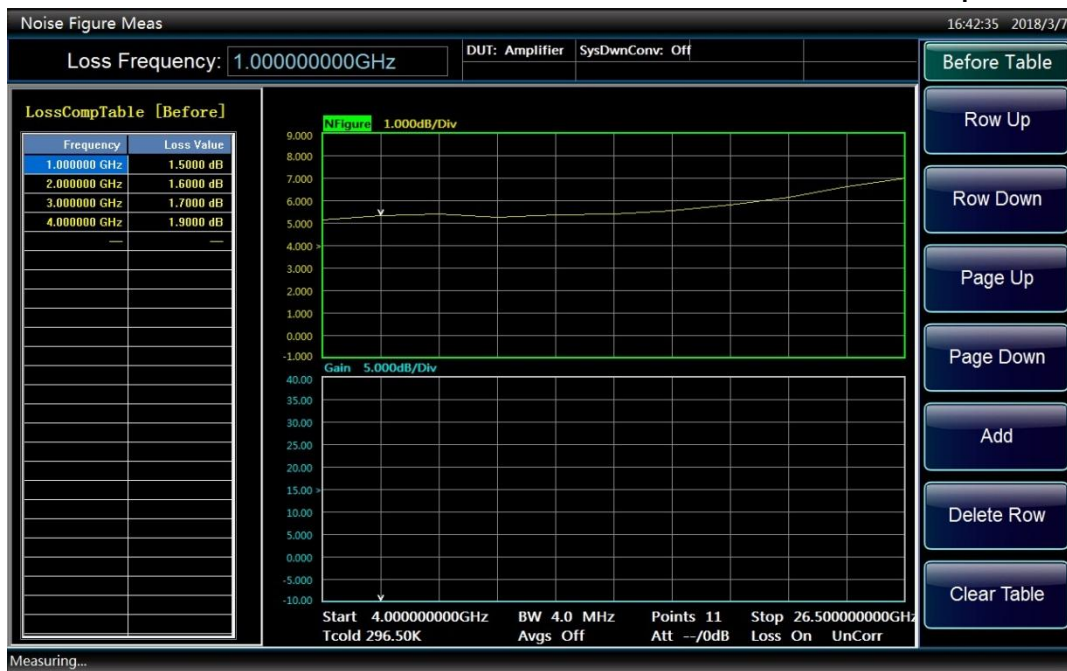 Noise Figure Meas 16:42:35 2018/3/7
Loss Frequency: 1.000000000GHz DUT: Amplifier SysDwnConv: Off
Before Table
LossCompTable [Before]
Frequency Loss Value
1.000000 GHz 1.5000 dB
2.000000 GHz 1.6000 dB
3.000000 GHz 1.7000 dB
4.000000 GHz 1.9000 dB
— —
NFigure 1.000dB/Div
9.000
8.000
7.000
6.000
5.000
4.000 >
3.000
2.000
1.000
0.000
-1.000
Gain 5.000dB/Div
40.00
35.00
30.00
25.00
20.00
15.00 >
10.00
5.000
0.000
-5.000
-10.00
Start 4.0000000000GHz BW 4.0 MHz Points 11 Stop 26.500000000GHz
Tcold 296.50K Avgs Off Att --/0dB Loss On UnCorr
Row Up
Row Down
Page Up
Page Down
Add
Delete Row
Clear Table
Measuring...